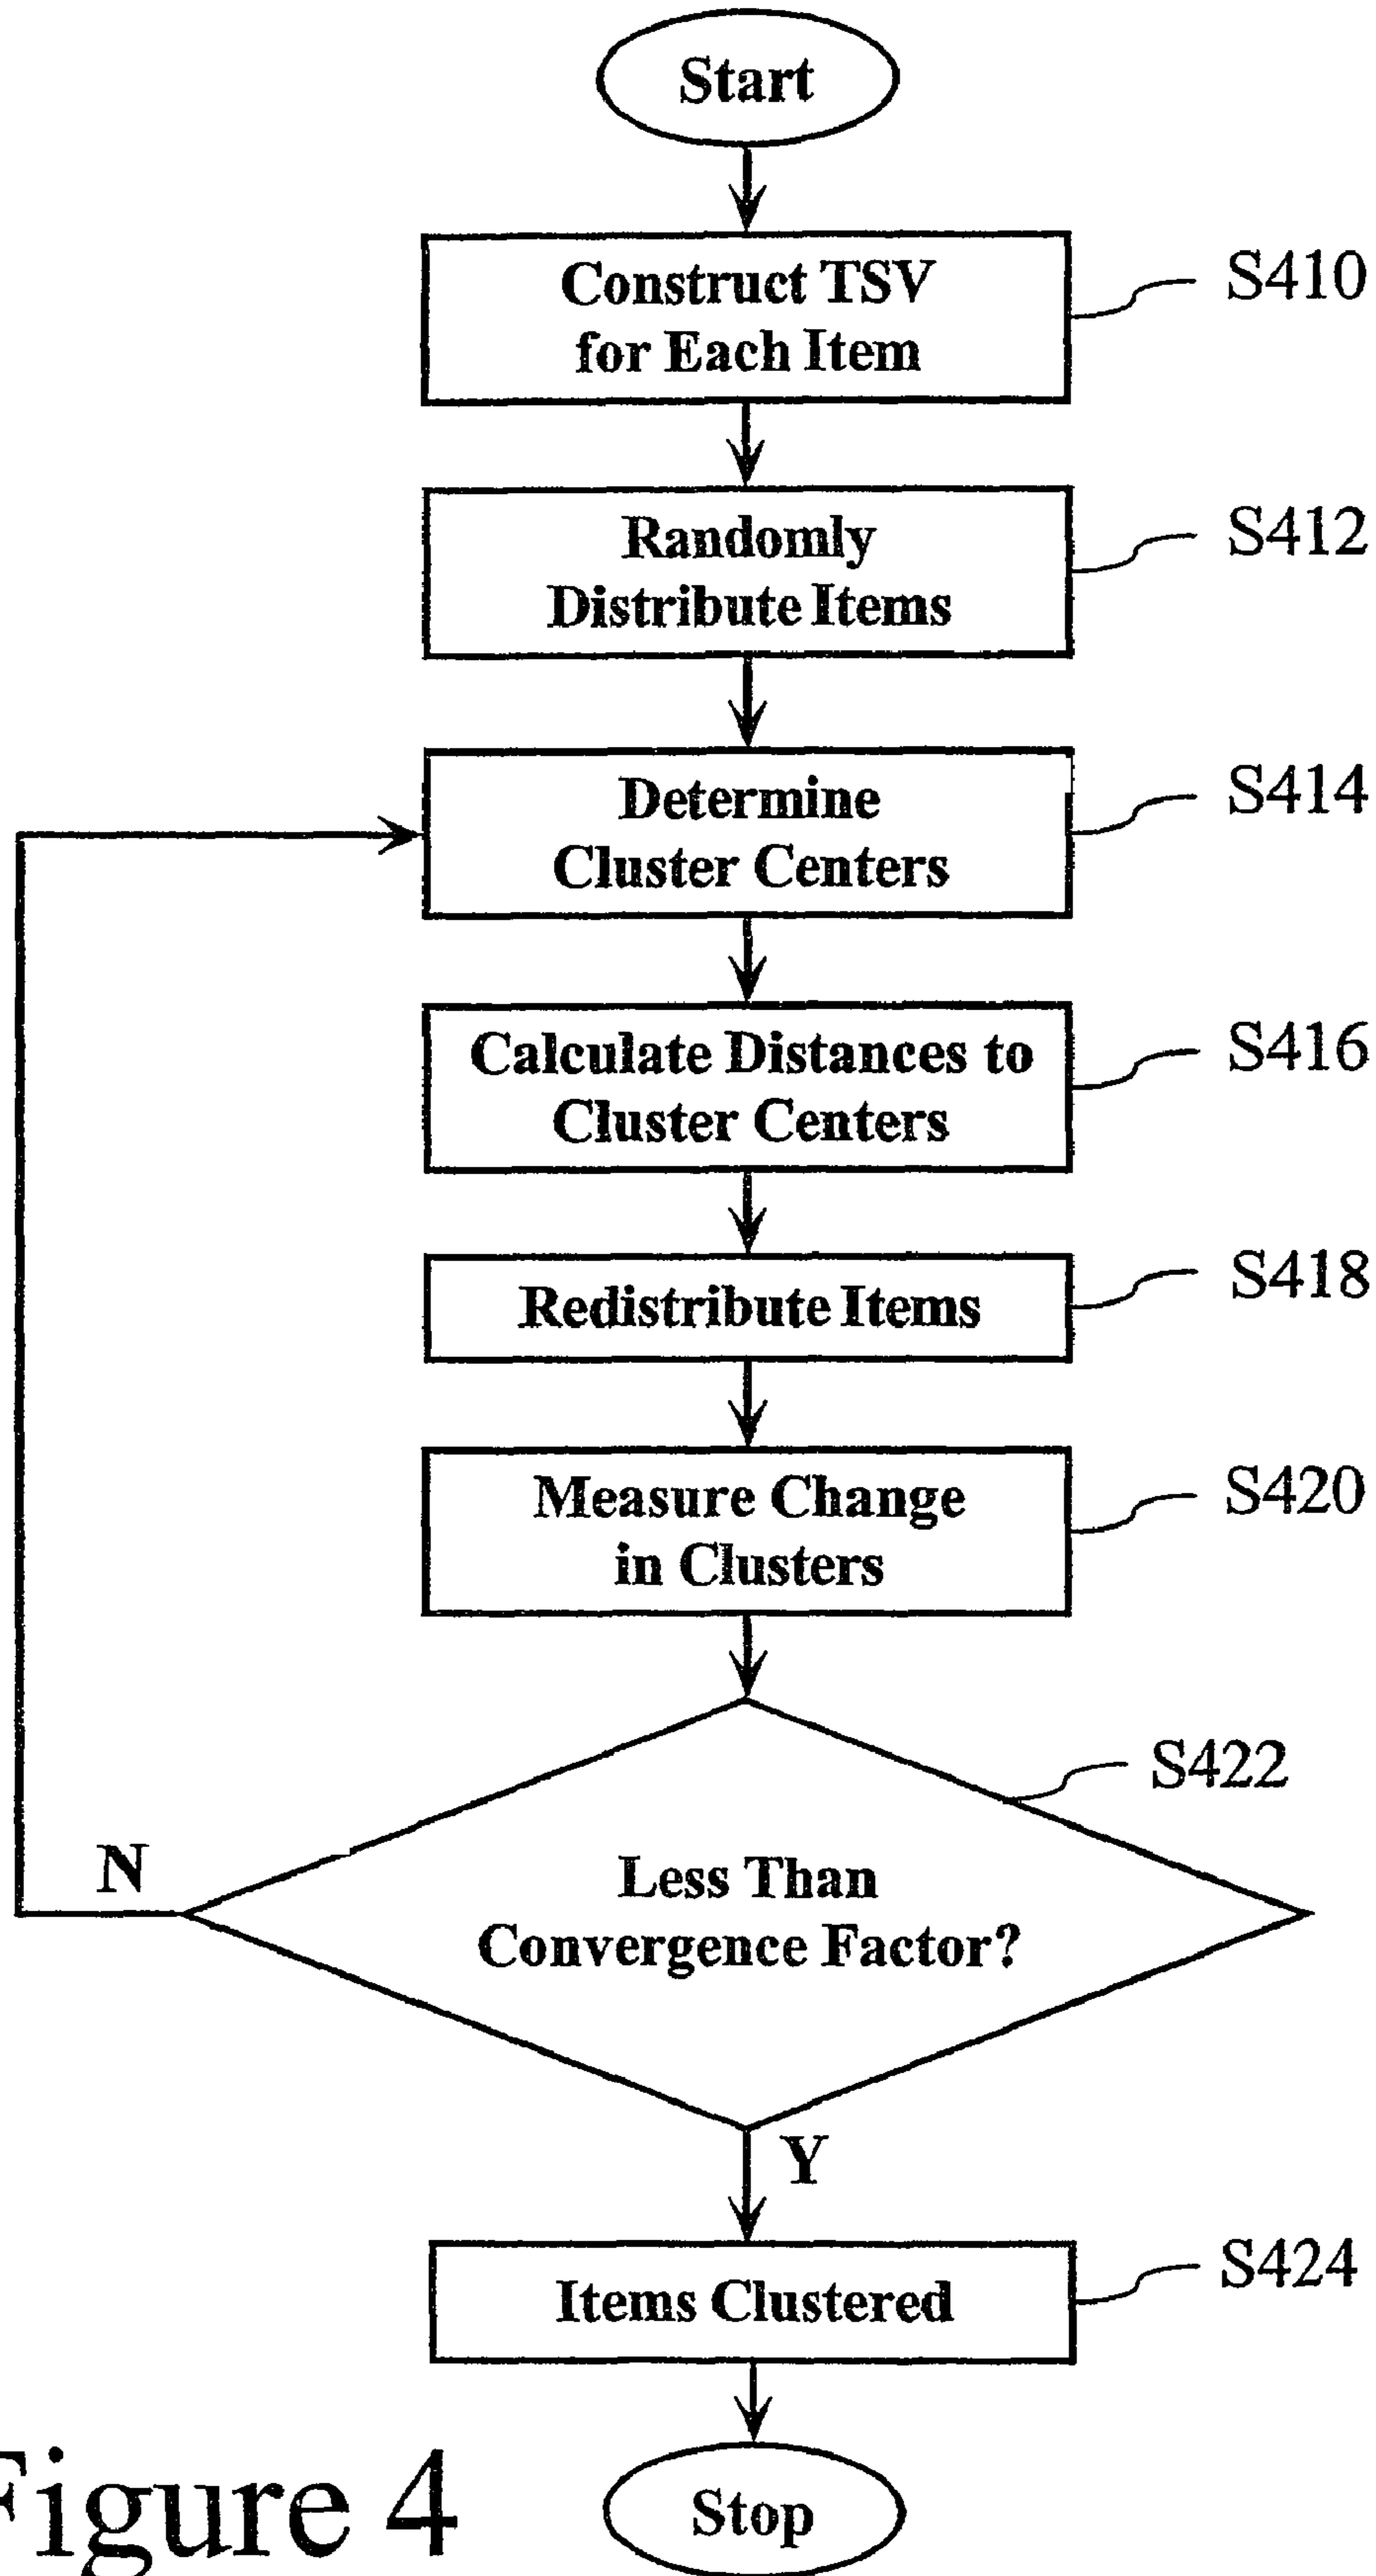 Start
Construct TSV
for Each Item
S410
Randomly
Distribute Items
S412
Determine
Cluster Centers
S414
Calculate Distances to
Cluster Centers
S416
Redistribute Items
S418
Measure Change
in Clusters
S420
S422
N
Less Than
Convergence Factor?
Y
Items Clustered
S424
Stop
Figure 4